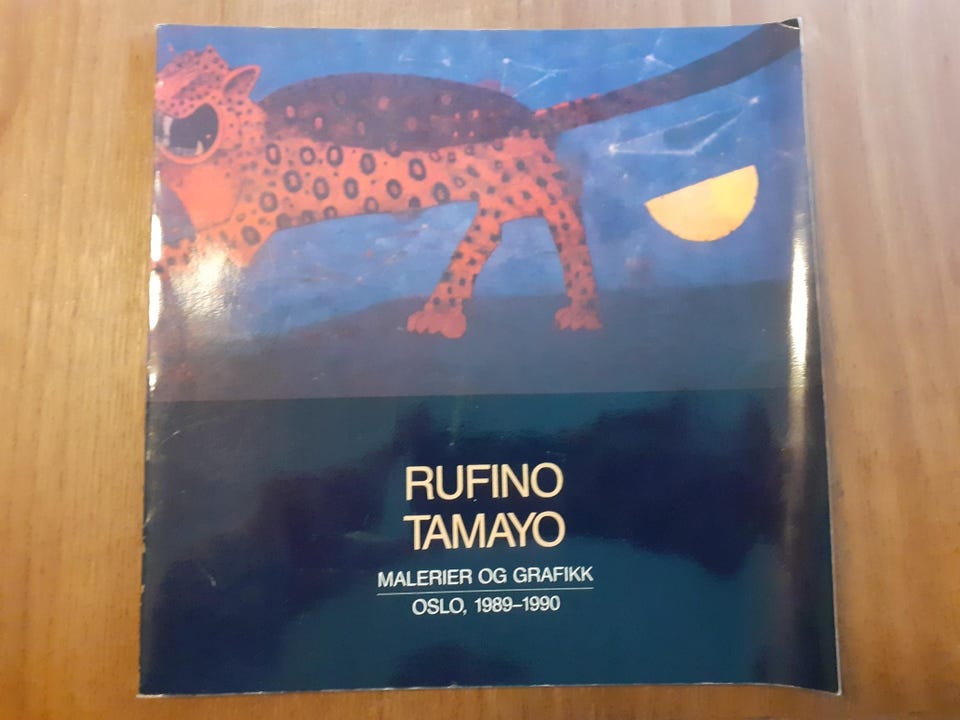 RUFINO
TAMAYO
MALERIER OG GRAFIKK
OSLO, 1989–1990